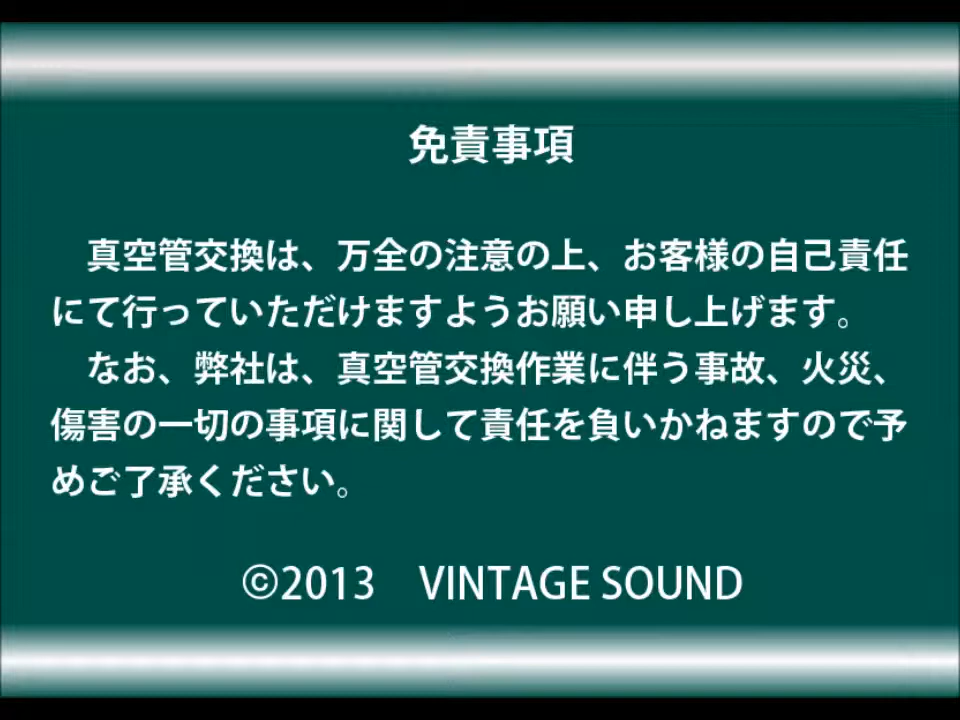 免責事項
　真空管交換は、万全の注意の上、お客様の自己責任
にて行っていただけますようお願い申し上げます。
　なお、弊社は、真空管交換作業に伴う事故、火災、
傷害の一切の事項に関して責任を負いかねますので予
めご了承ください。
©2013　VINTAGE SOUND